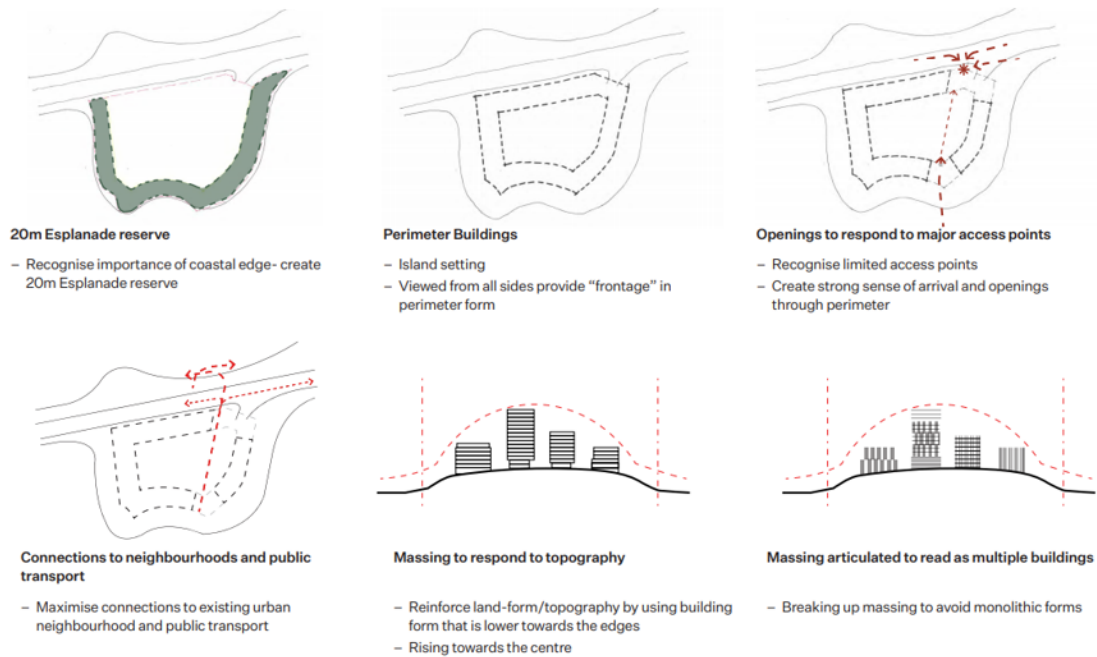 20m Esplanade reserve
– Recognise importance of coastal edge- create
20m Esplanade reserve
Perimeter Buildings
– Island setting
– Viewed from all sides provide “frontage” in
perimeter form
Openings to respond to major access points
– Recognise limited access points
– Create strong sense of arrival and openings
through perimeter
Connections to neighbourhoods and public
transport
– Maximise connections to existing urban
neighbourhood and public transport
Massing to respond to topography
– Reinforce land-form/topography by using building
form that is lower towards the edges
– Rising towards the centre
Massing articulated to read as multiple buildings
– Breaking up massing to avoid monolithic forms